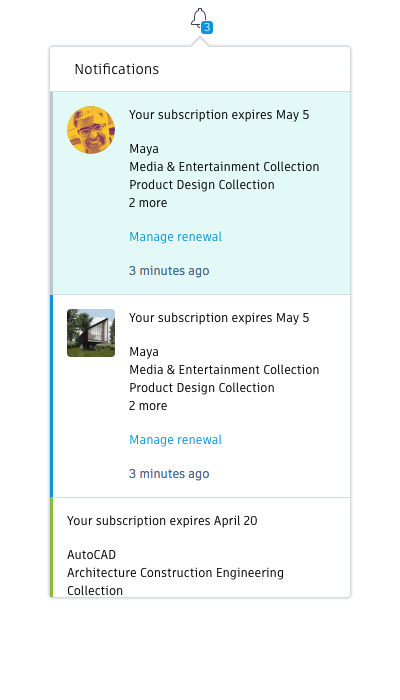 3
Notifications
Your subscription expires May 5
Maya
Media & Entertainment Collection
Product Design Collection
2 more
Manage renewal
3 minutes ago
Your subscription expires May 5
Maya
Media & Entertainment Collection
Product Design Collection
2 more
Manage renewal
3 minutes ago
Your subscription expires April 20
AutoCAD
Architecture Construction Engineering
Collection